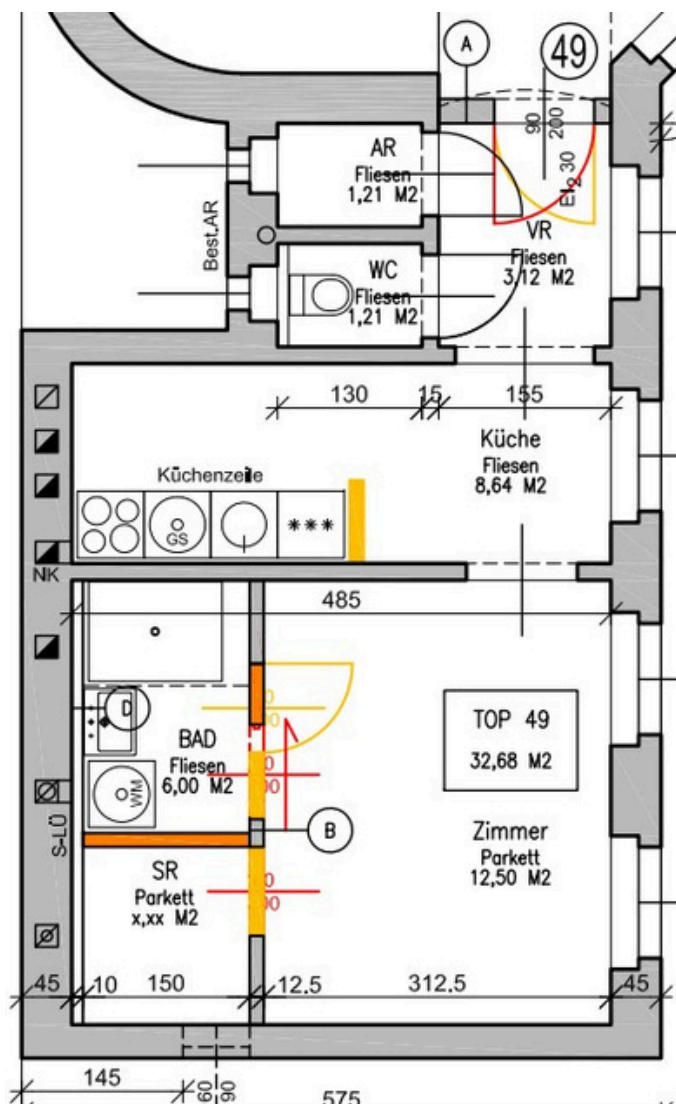 A
49
90
200
EI₂ 30
AR
Fliesen
1,21 M2
VR
Fliesen
3,12 M2
Best.AR
WC
Fliesen
1,21 M2
130
15
155
Küche
Fliesen
8,64 M2
Küchenzeile
GS
***
NK
485
D
BAD
Fliesen
6,00 M2
WM
TOP 49
32,68 M2
S-LÜ
B
Zimmer
Parkett
12,50 M2
SR
Parkett
x,xx M2
45
10
150
12.5
312.5
45
145
60
90
575